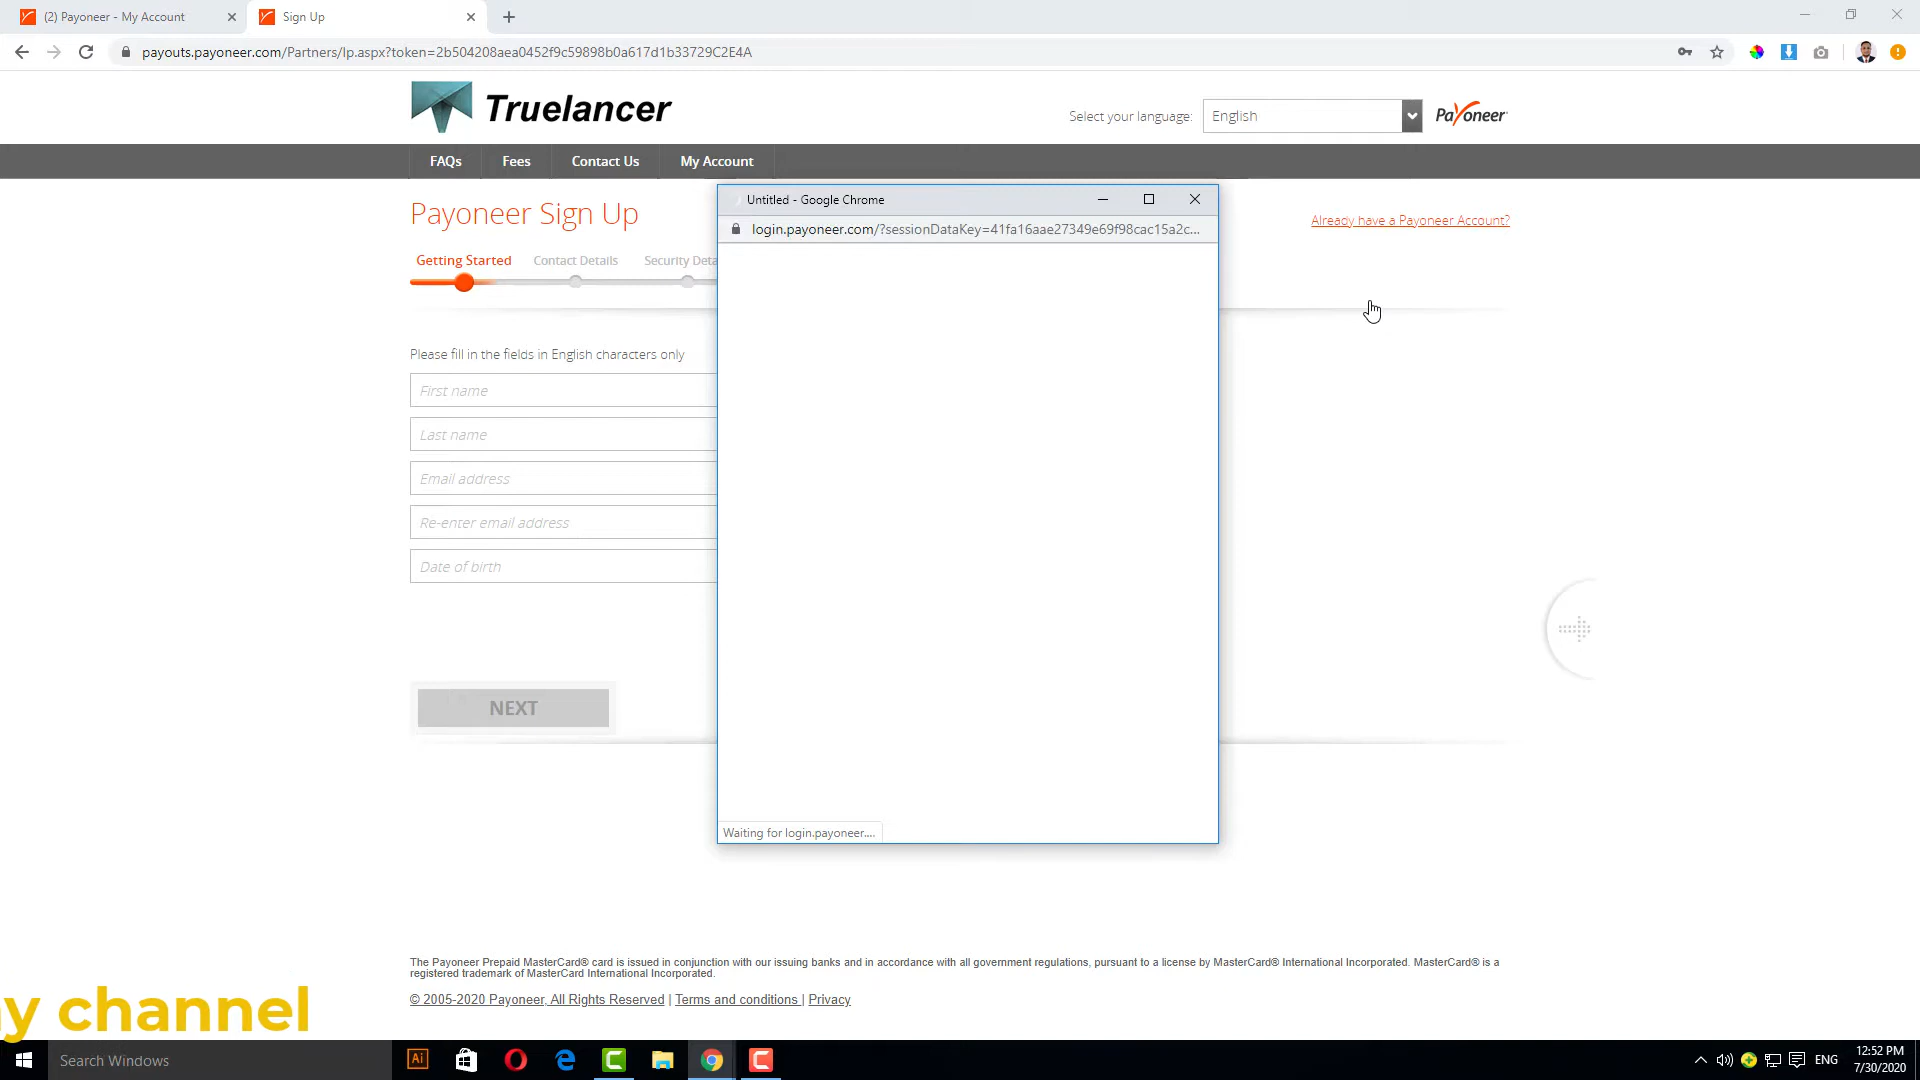 (2) Payoneer - My Account
Sign Up
payouts.payoneer.com/Partners/lp.aspx?token=2b504208aea0452f9c59898b0a617d1b33729C2E4A
Truelancer
Select your language:
English
Payoneer
FAQs
Fees
Contact Us
My Account
Payoneer Sign Up
Already have a Payoneer Account?
Untitled - Google Chrome
login.payoneer.com/?sessionDataKey=41fa16aae27349e69f98cac15a2c...
Getting Started
Contact Details
Security Deta
Please fill in the fields in English characters only
First name
Last name
Email address
Re-enter email address
Date of birth
NEXT
Waiting for login.payoneer....
The Payoneer Prepaid MasterCard® card is issued in conjunction with our issuing banks and in accordance with all government regulations, pursuant to a license by MasterCard® International Incorporated. MasterCard® is a
registered trademark of MasterCard International Incorporated.
© 2005-2020 Payoneer, All Rights Reserved | Terms and conditions | Privacy
y channel
Search Windows
Ai
ENG
12:52 PM
7/30/2020